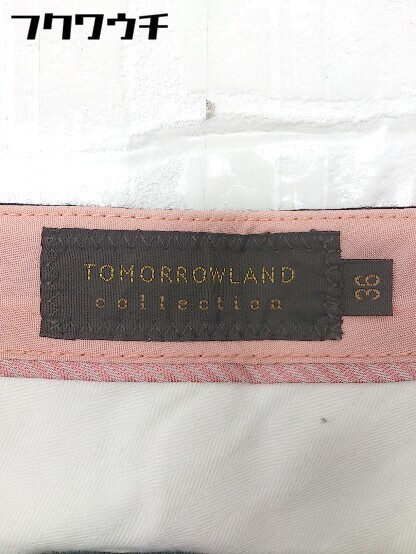 フクワウチ
TOMORROWLAND
collection
36